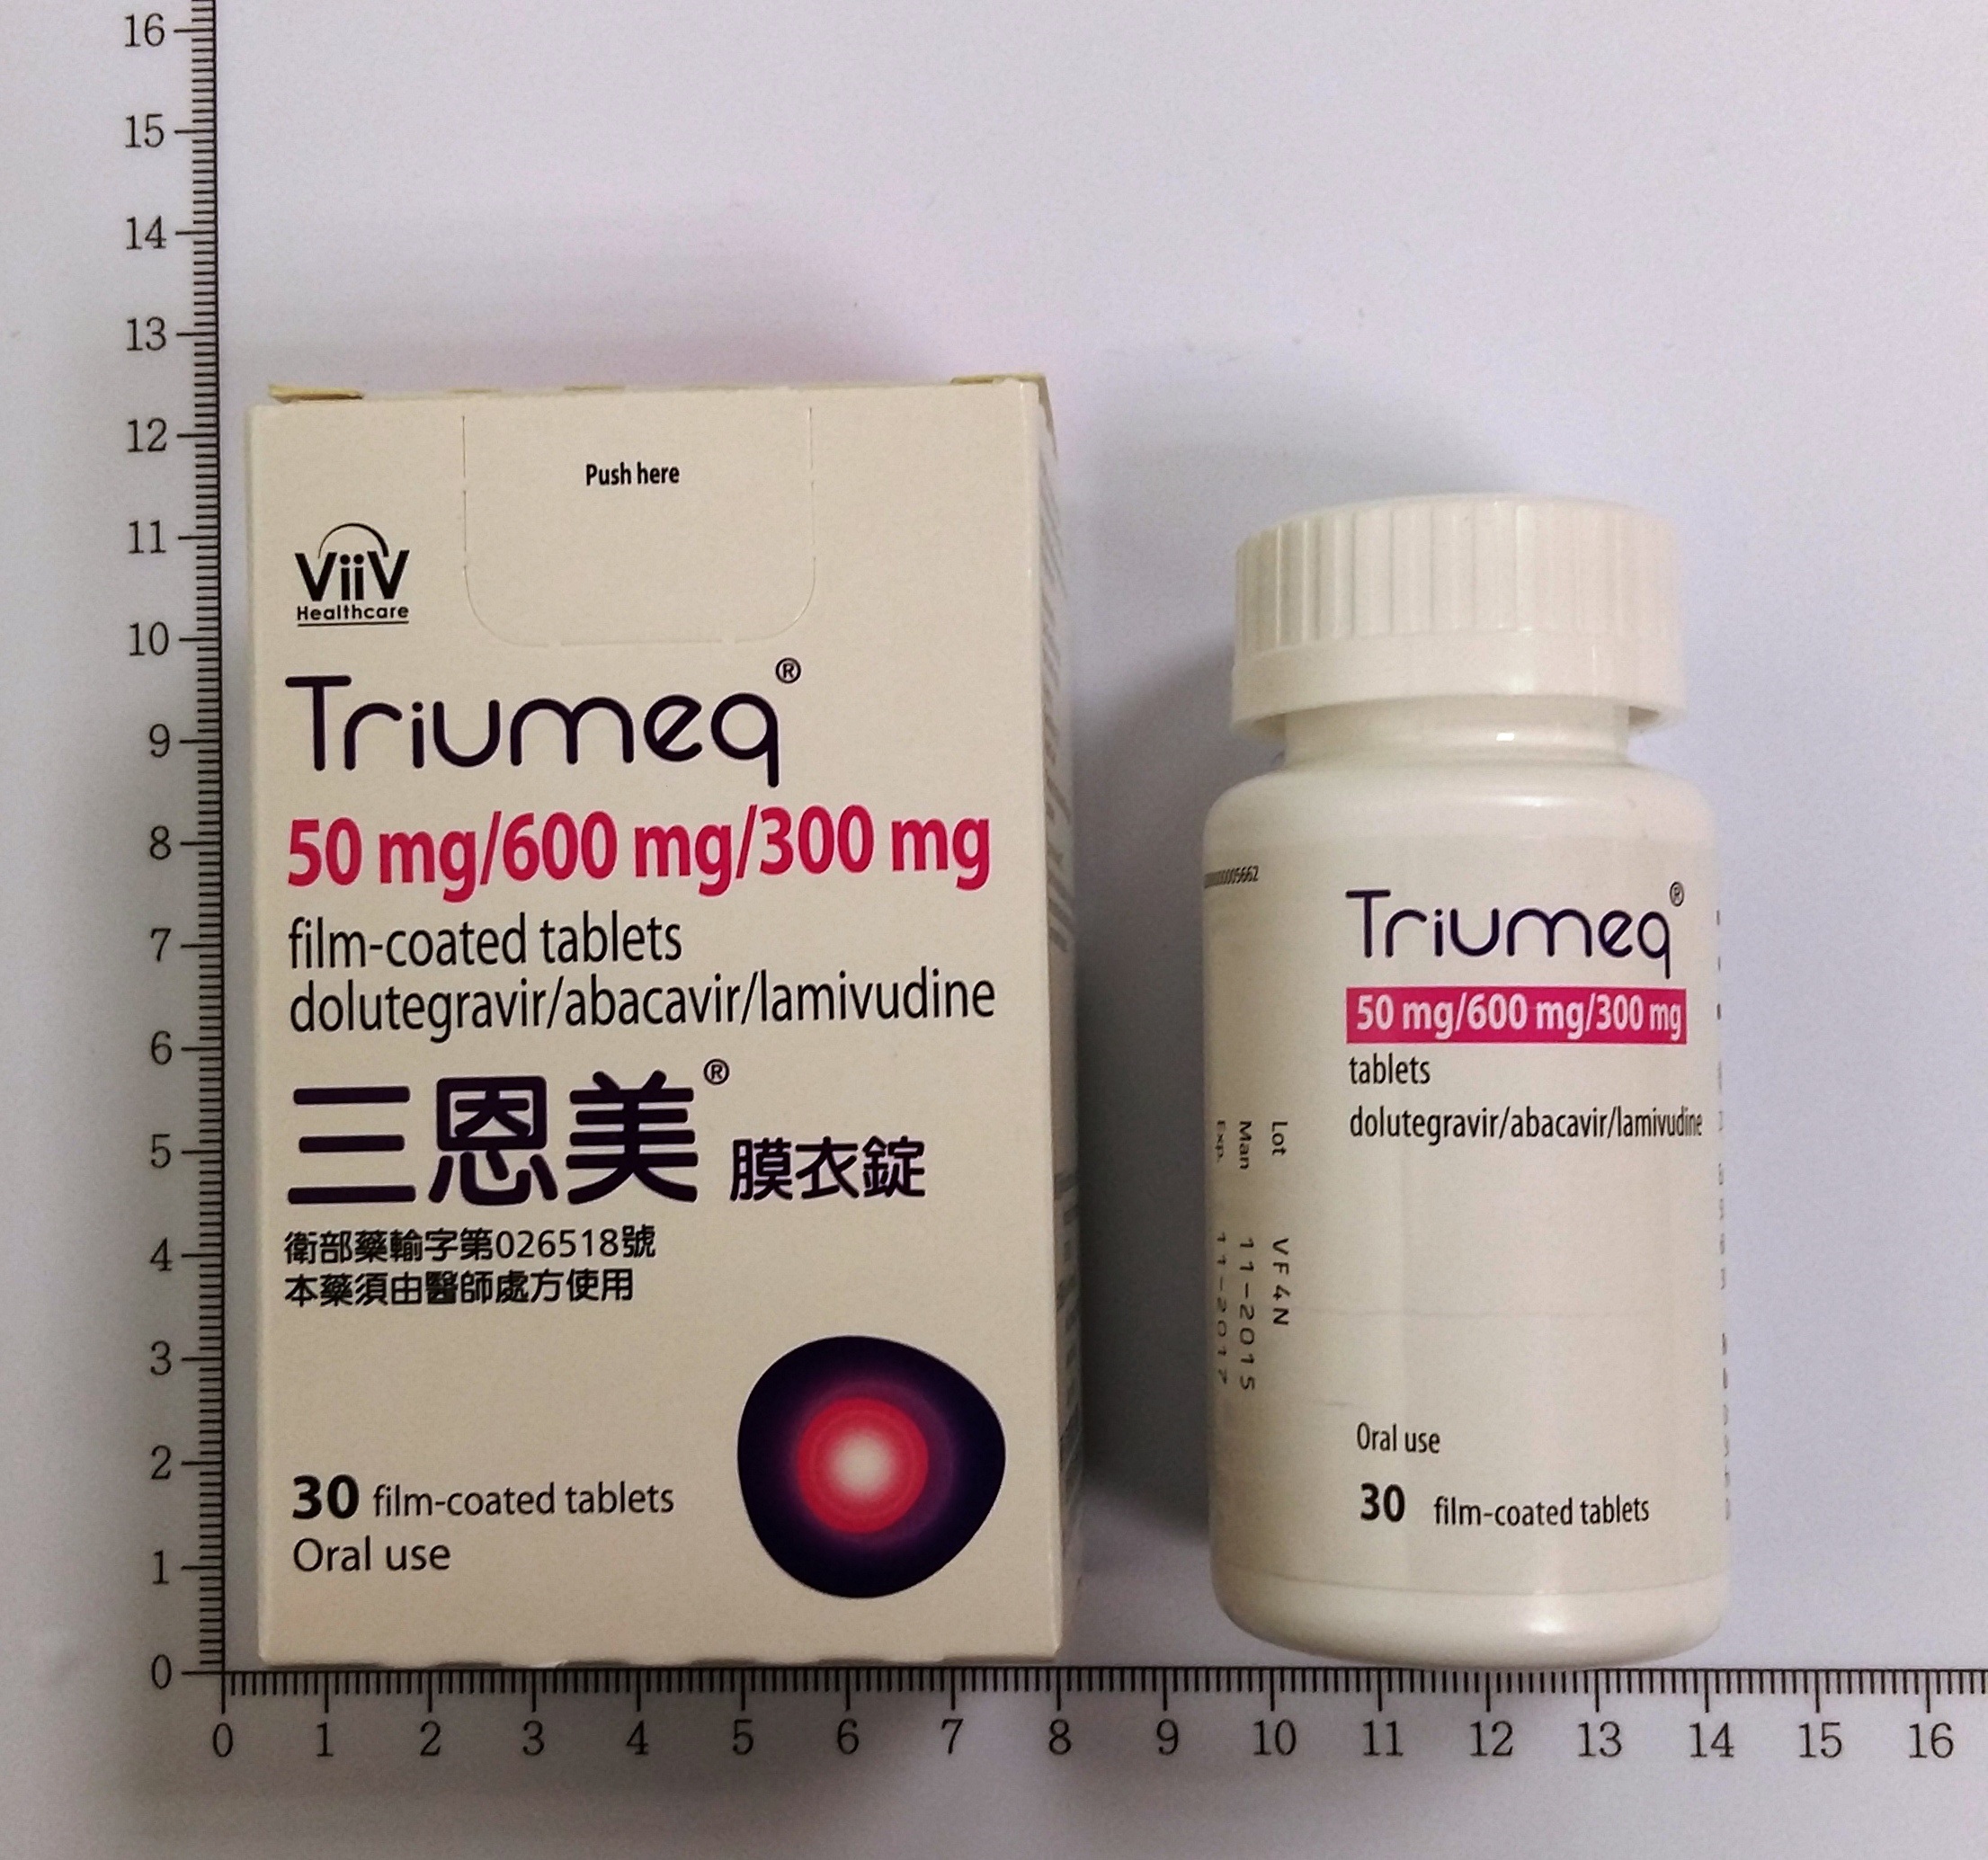 16
15
14
13
12
11
10
9
8
7
6
5
4
3
2
1
0
Push here
ViiV
Healthcare
Triumeq®
50 mg/600 mg/300 mg
film-coated tablets
dolutegravir/abacavir/lamivudine
三恩美®膜衣錠
衛部藥輸字第026518號
本藥須由醫師處方使用
30 film-coated tablets
Oral use
Triumeq®
50 mg/600 mg/300 mg
tablets
dolutegravir/abacavir/lamivudine
Oral use
30 film-coated tablets
Lot VF4N
Man 11-2015
Exp. 11-2017
0 1 2 3 4 5 6 7 8 9 10 11 12 13 14 15 16